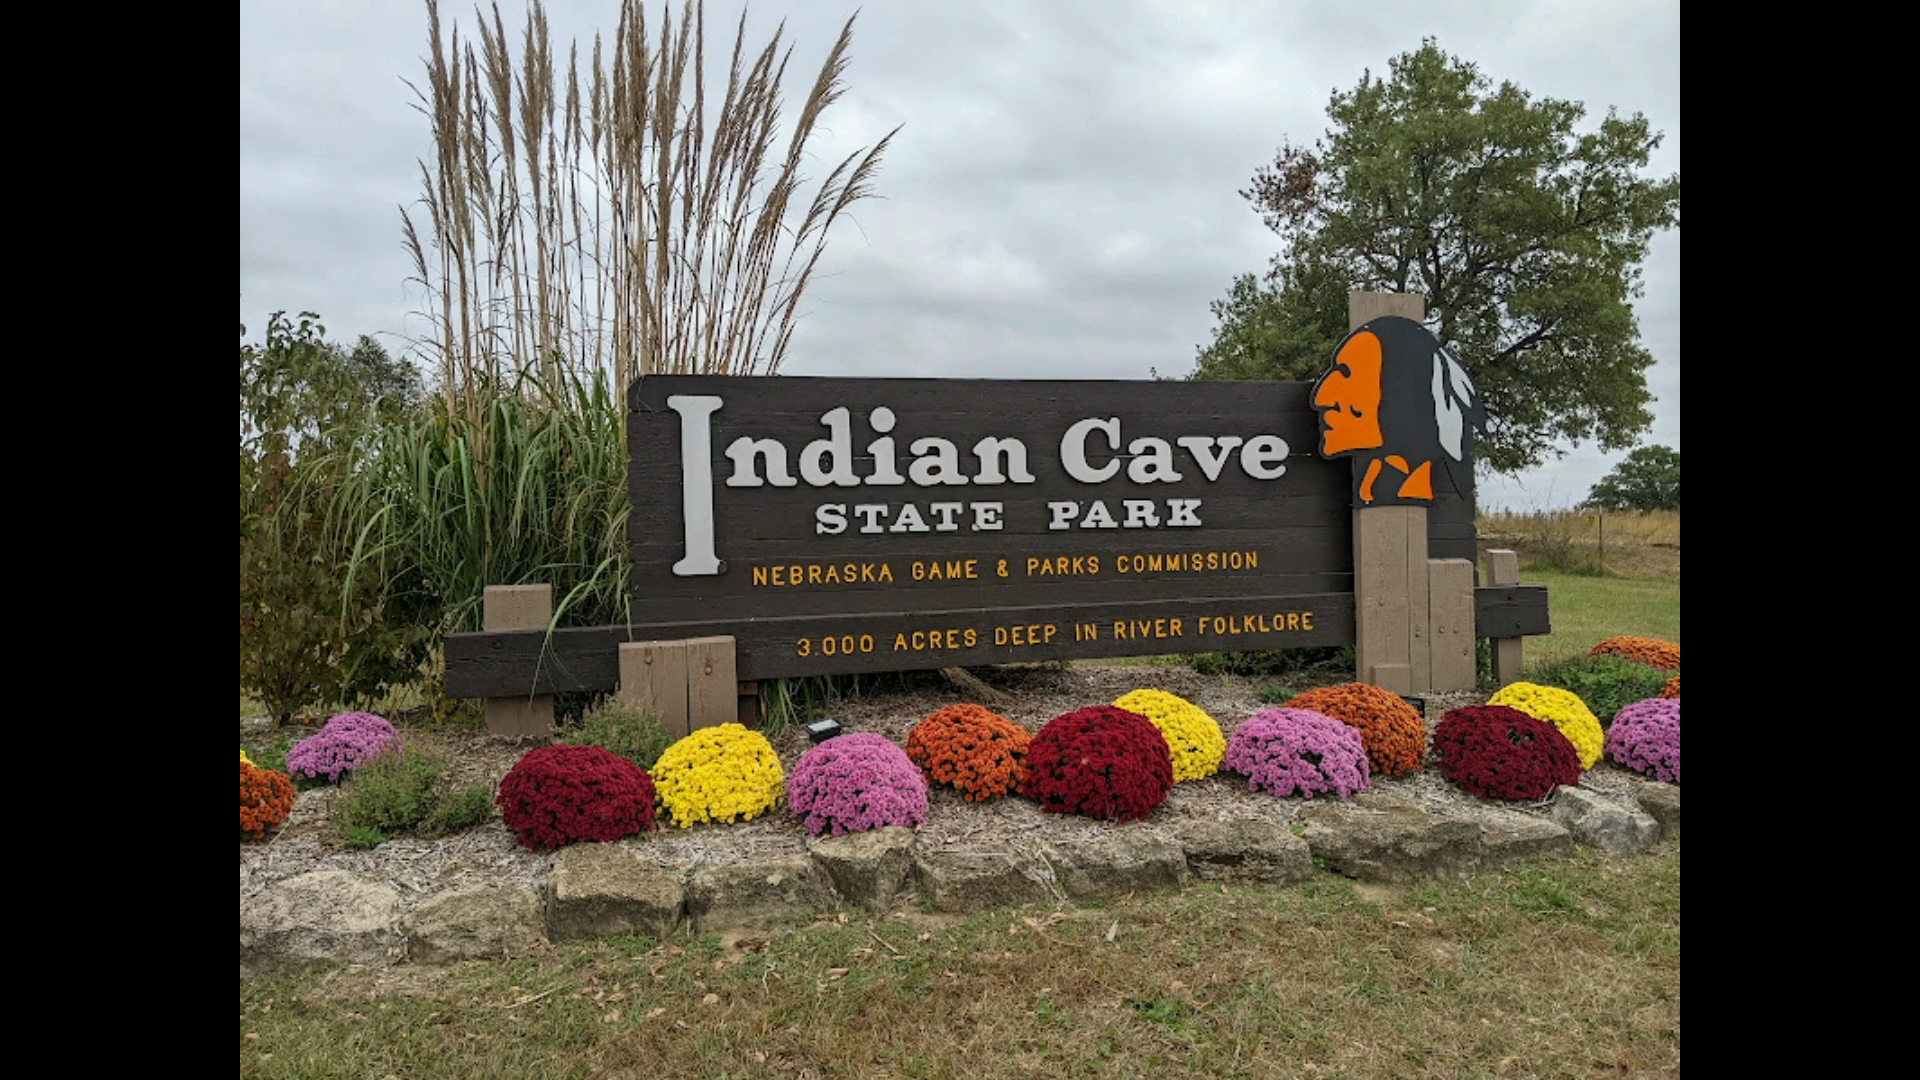 Indian Cave
STATE PARK
NEBRASKA GAME & PARKS COMMISSION
3.000 ACRES DEEP IN RIVER FOLKLORE